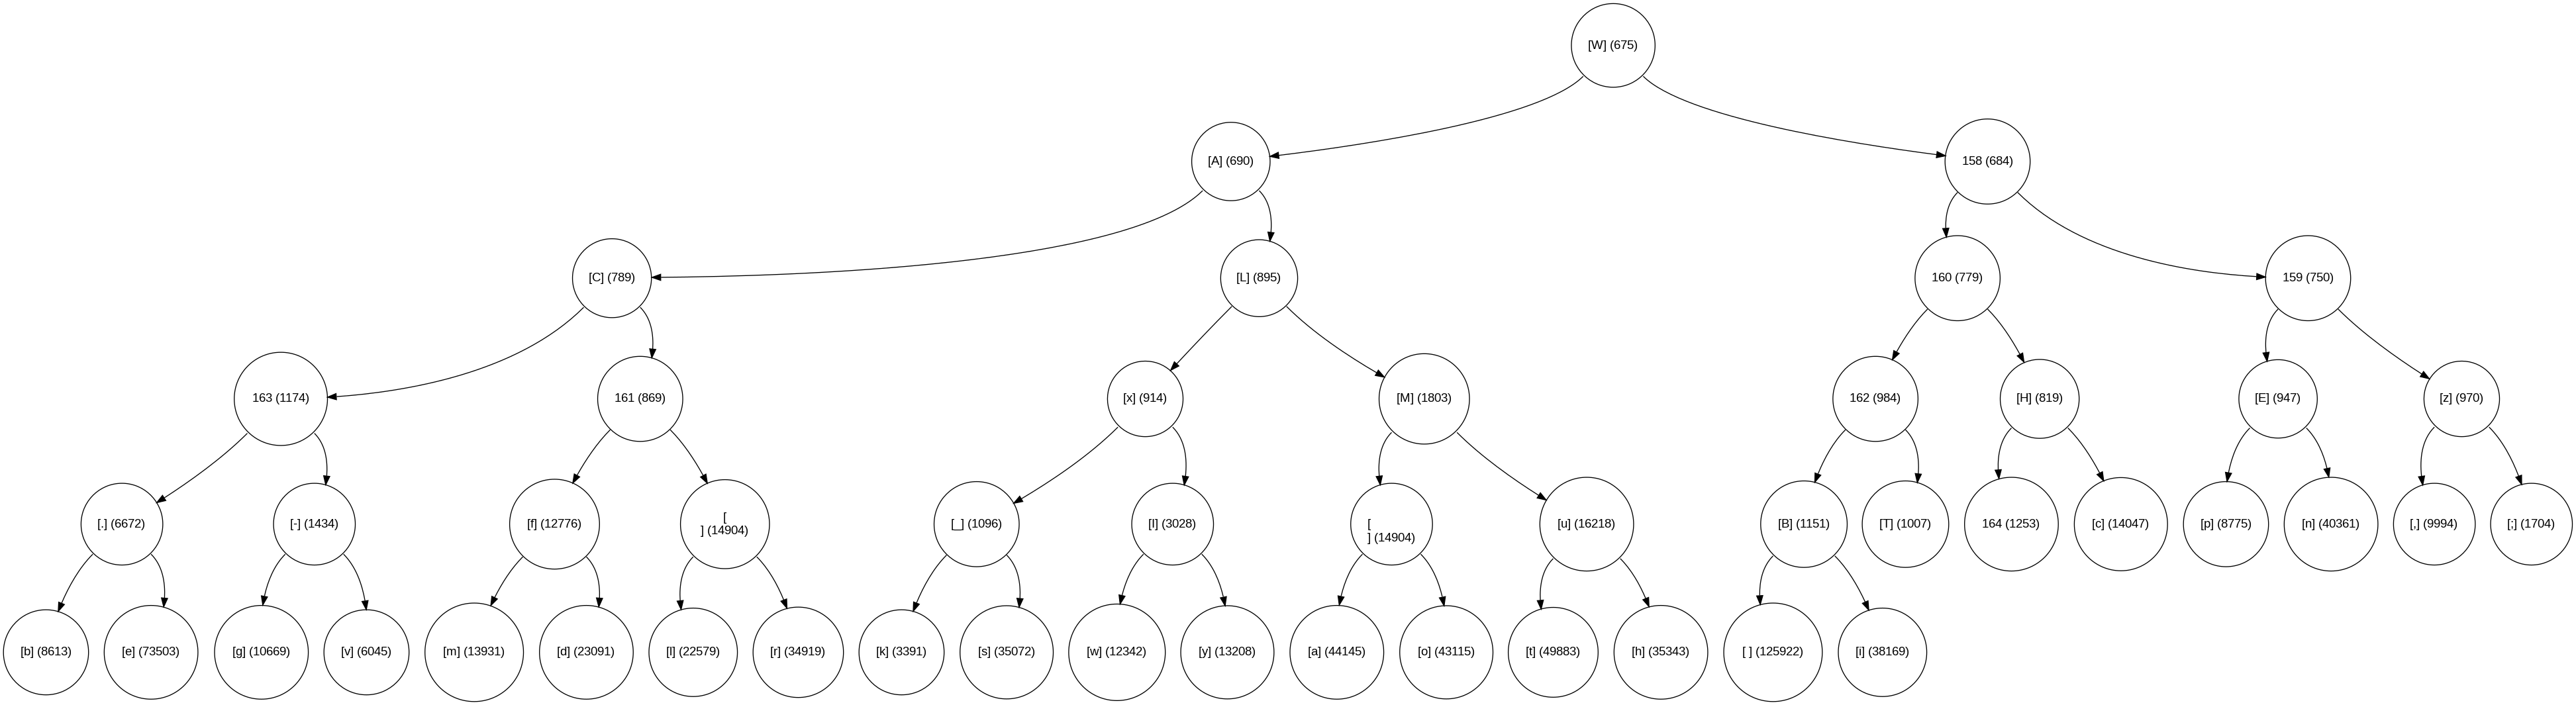 [W] (675)
[A] (690)
158 (684)
[C] (789)
[L] (895)
160 (779)
159 (750)
163 (1174)
161 (869)
[x] (914)
[M] (1803)
162 (984)
[H] (819)
[E] (947)
[z] (970)
[.] (6672)
[-] (1434)
[f] (12776)
[
] (14904)
[_] (1096)
[I] (3028)
[
] (14904)
[u] (16218)
[B] (1151)
[T] (1007)
164 (1253)
[c] (14047)
[p] (8775)
[n] (40361)
[,] (9994)
[;] (1704)
[b] (8613)
[e] (73503)
[g] (10669)
[v] (6045)
[m] (13931)
[d] (23091)
[l] (22579)
[r] (34919)
[k] (3391)
[s] (35072)
[w] (12342)
[y] (13208)
[a] (44145)
[o] (43115)
[t] (49883)
[h] (35343)
[ ] (125922)
[i] (38169)